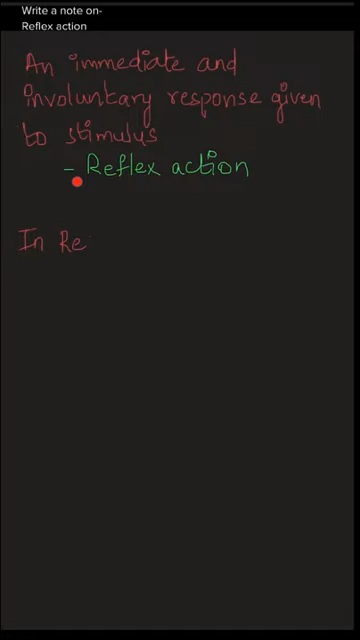 Write a note on-
Reflex action
An immediate and
involuntary response given
to stimulus
- Reflex action
In Re